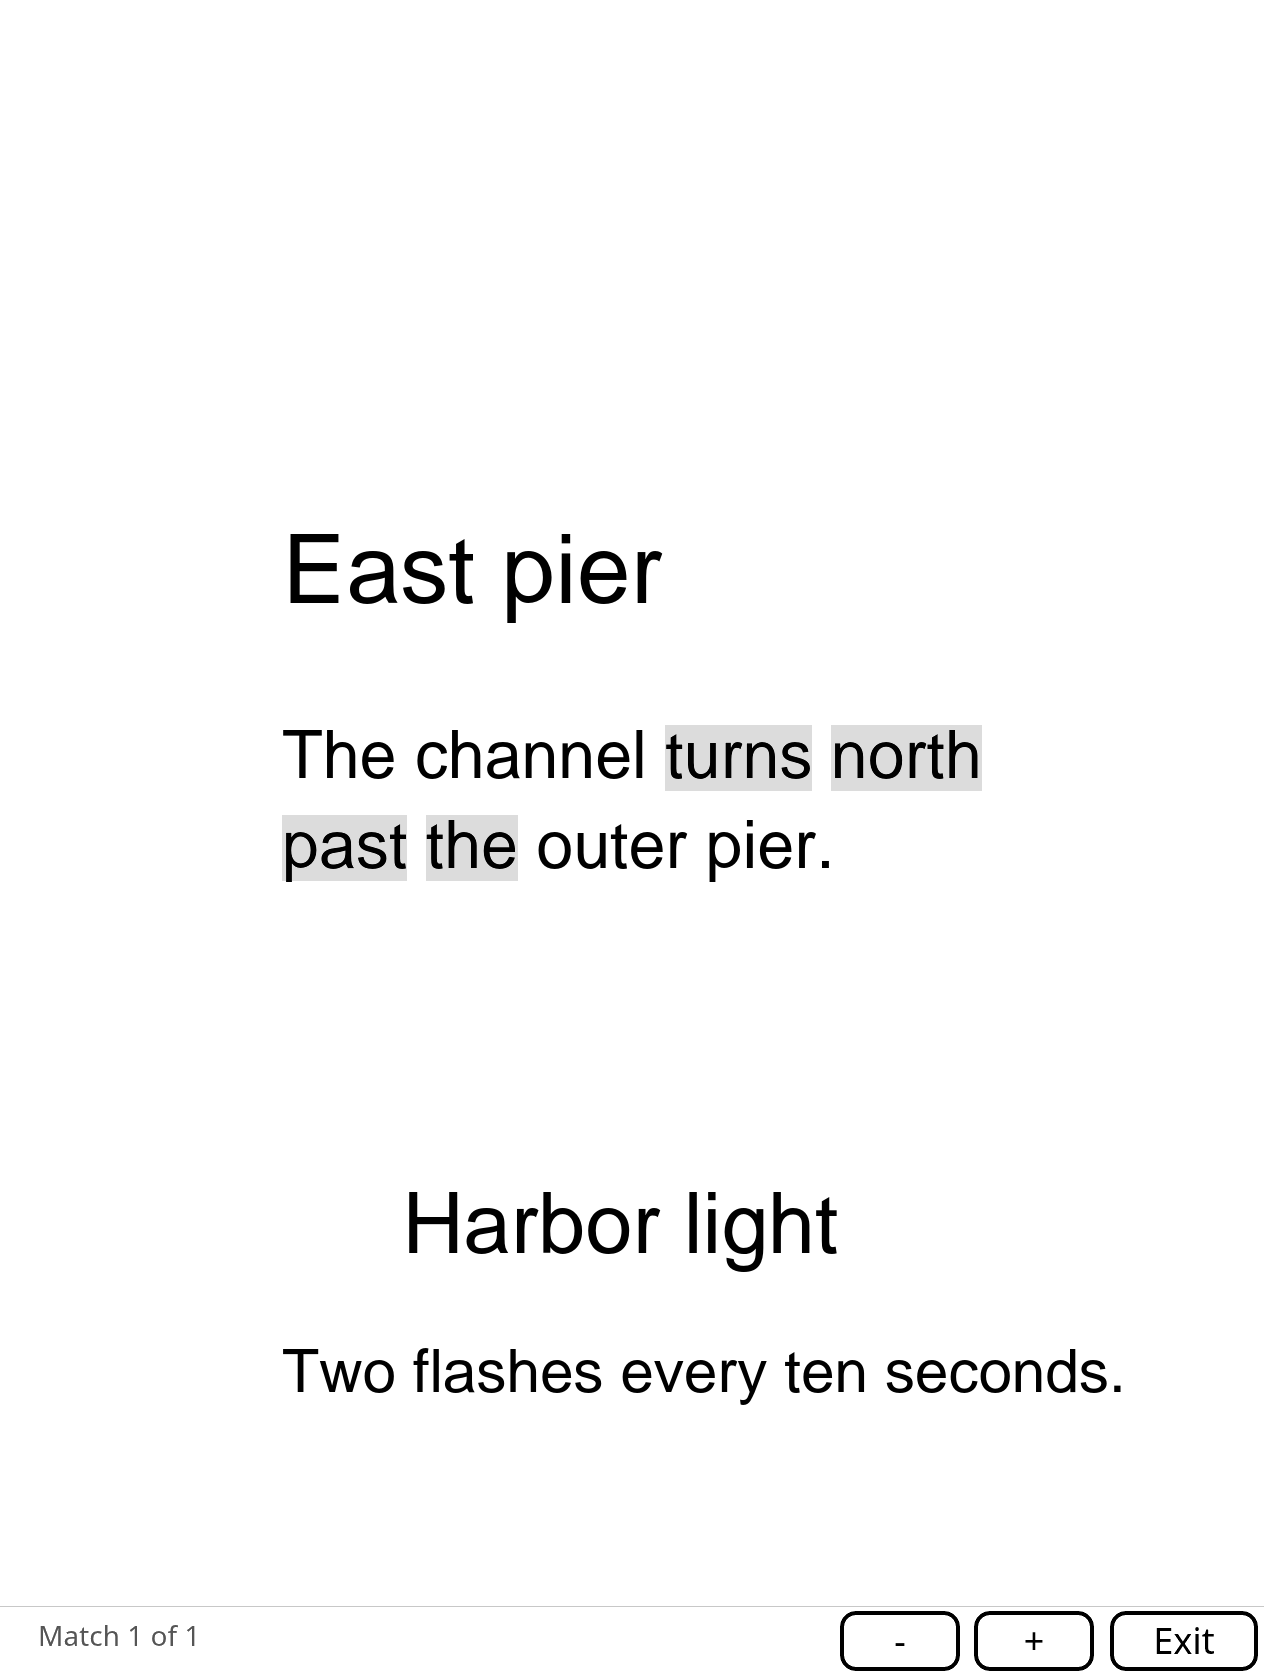 East pier
The channel turns north
past the outer pier.
Harbor light
Two flashes every ten seconds.
Match 1 of 1
- + Exit